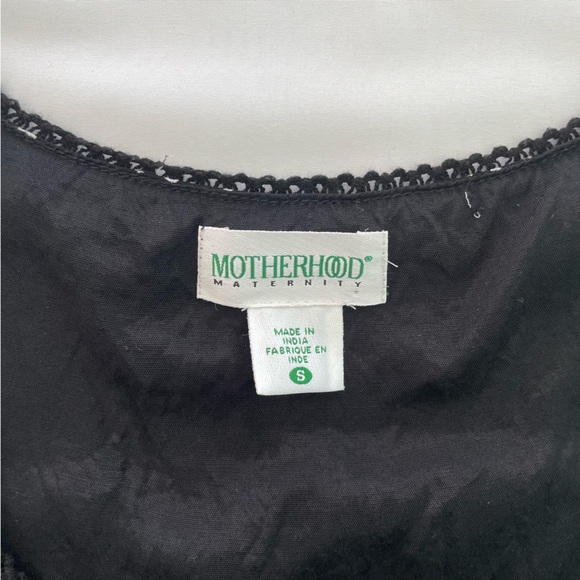 MOTHERHOOD®
MATERNITY
MADE IN
INDIA
FABRIQUE EN
INDE
S